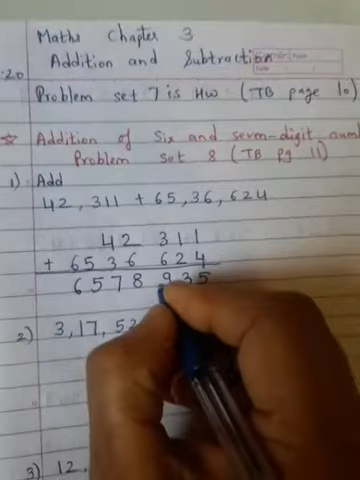 Maths Chapter 3
Addition and Subtraction
20
Problem set 7 is HW (TB page 10)
☆ Addition of Six and seven-digit
Problem set 8 (TB pg 11)
1) Add
42,311 + 65,36,624
42 311
+ 6536 624
6578 935
2) 3,17,52
3) 12,